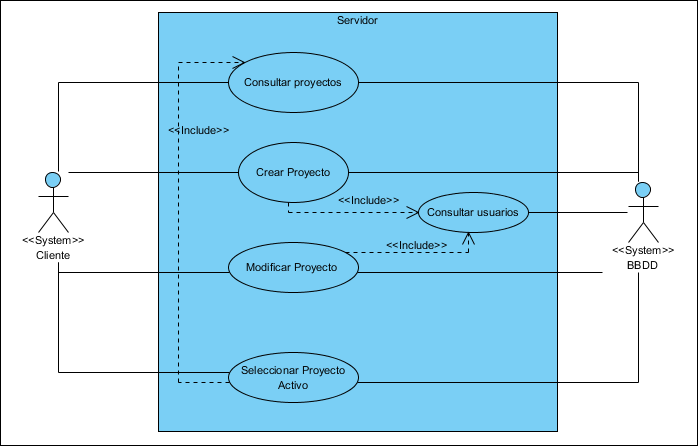 Servidor
Consultar proyectos
<<Include>>
Crear Proyecto
<<Include>>
Consultar usuarios
<<System>>
Cliente
<<System>>
BBDD
<<Include>>
Modificar Proyecto
Seleccionar Proyecto
Activo